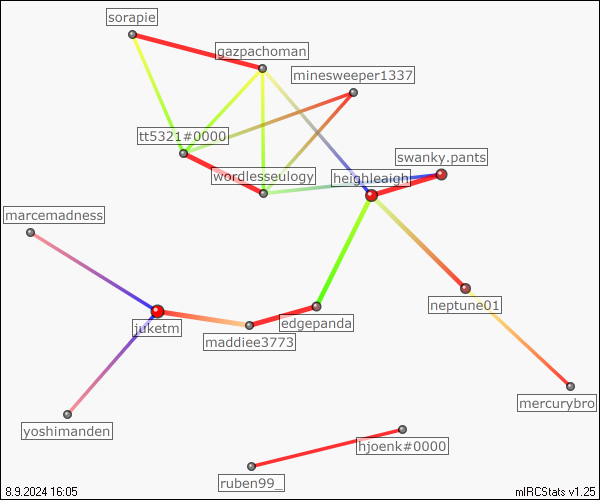 sorapie
gazpachoman
minesweeper1337
tt5321#0000
swanky.pants
wordlesseulogy
heighleaigh
marcemadness
neptune01
edgepanda
juketm
maddiee3773
mercurybro
yoshimanden
hjoenk#0000
ruben99_
8.9.2024 16:05
mIRCStats v1.25